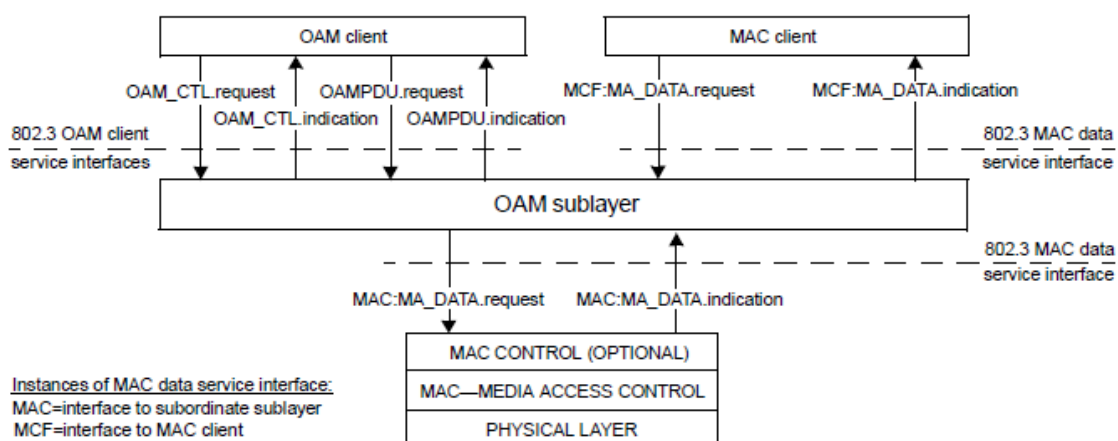 OAM client
MAC client
OAM_CTL.request
OAMPDU.request
MCF:MA_DATA.request
MCF:MA_DATA.indication
OAM_CTL.indication
OAMPDU.indication
802.3 OAM client
service interfaces
802.3 MAC data
service interface
OAM sublayer
802.3 MAC data
service interface
MAC:MA_DATA.request
MAC:MA_DATA.indication
MAC CONTROL (OPTIONAL)
MAC—MEDIA ACCESS CONTROL
PHYSICAL LAYER
Instances of MAC data service interface:
MAC=interface to subordinate sublayer
MCF=interface to MAC client